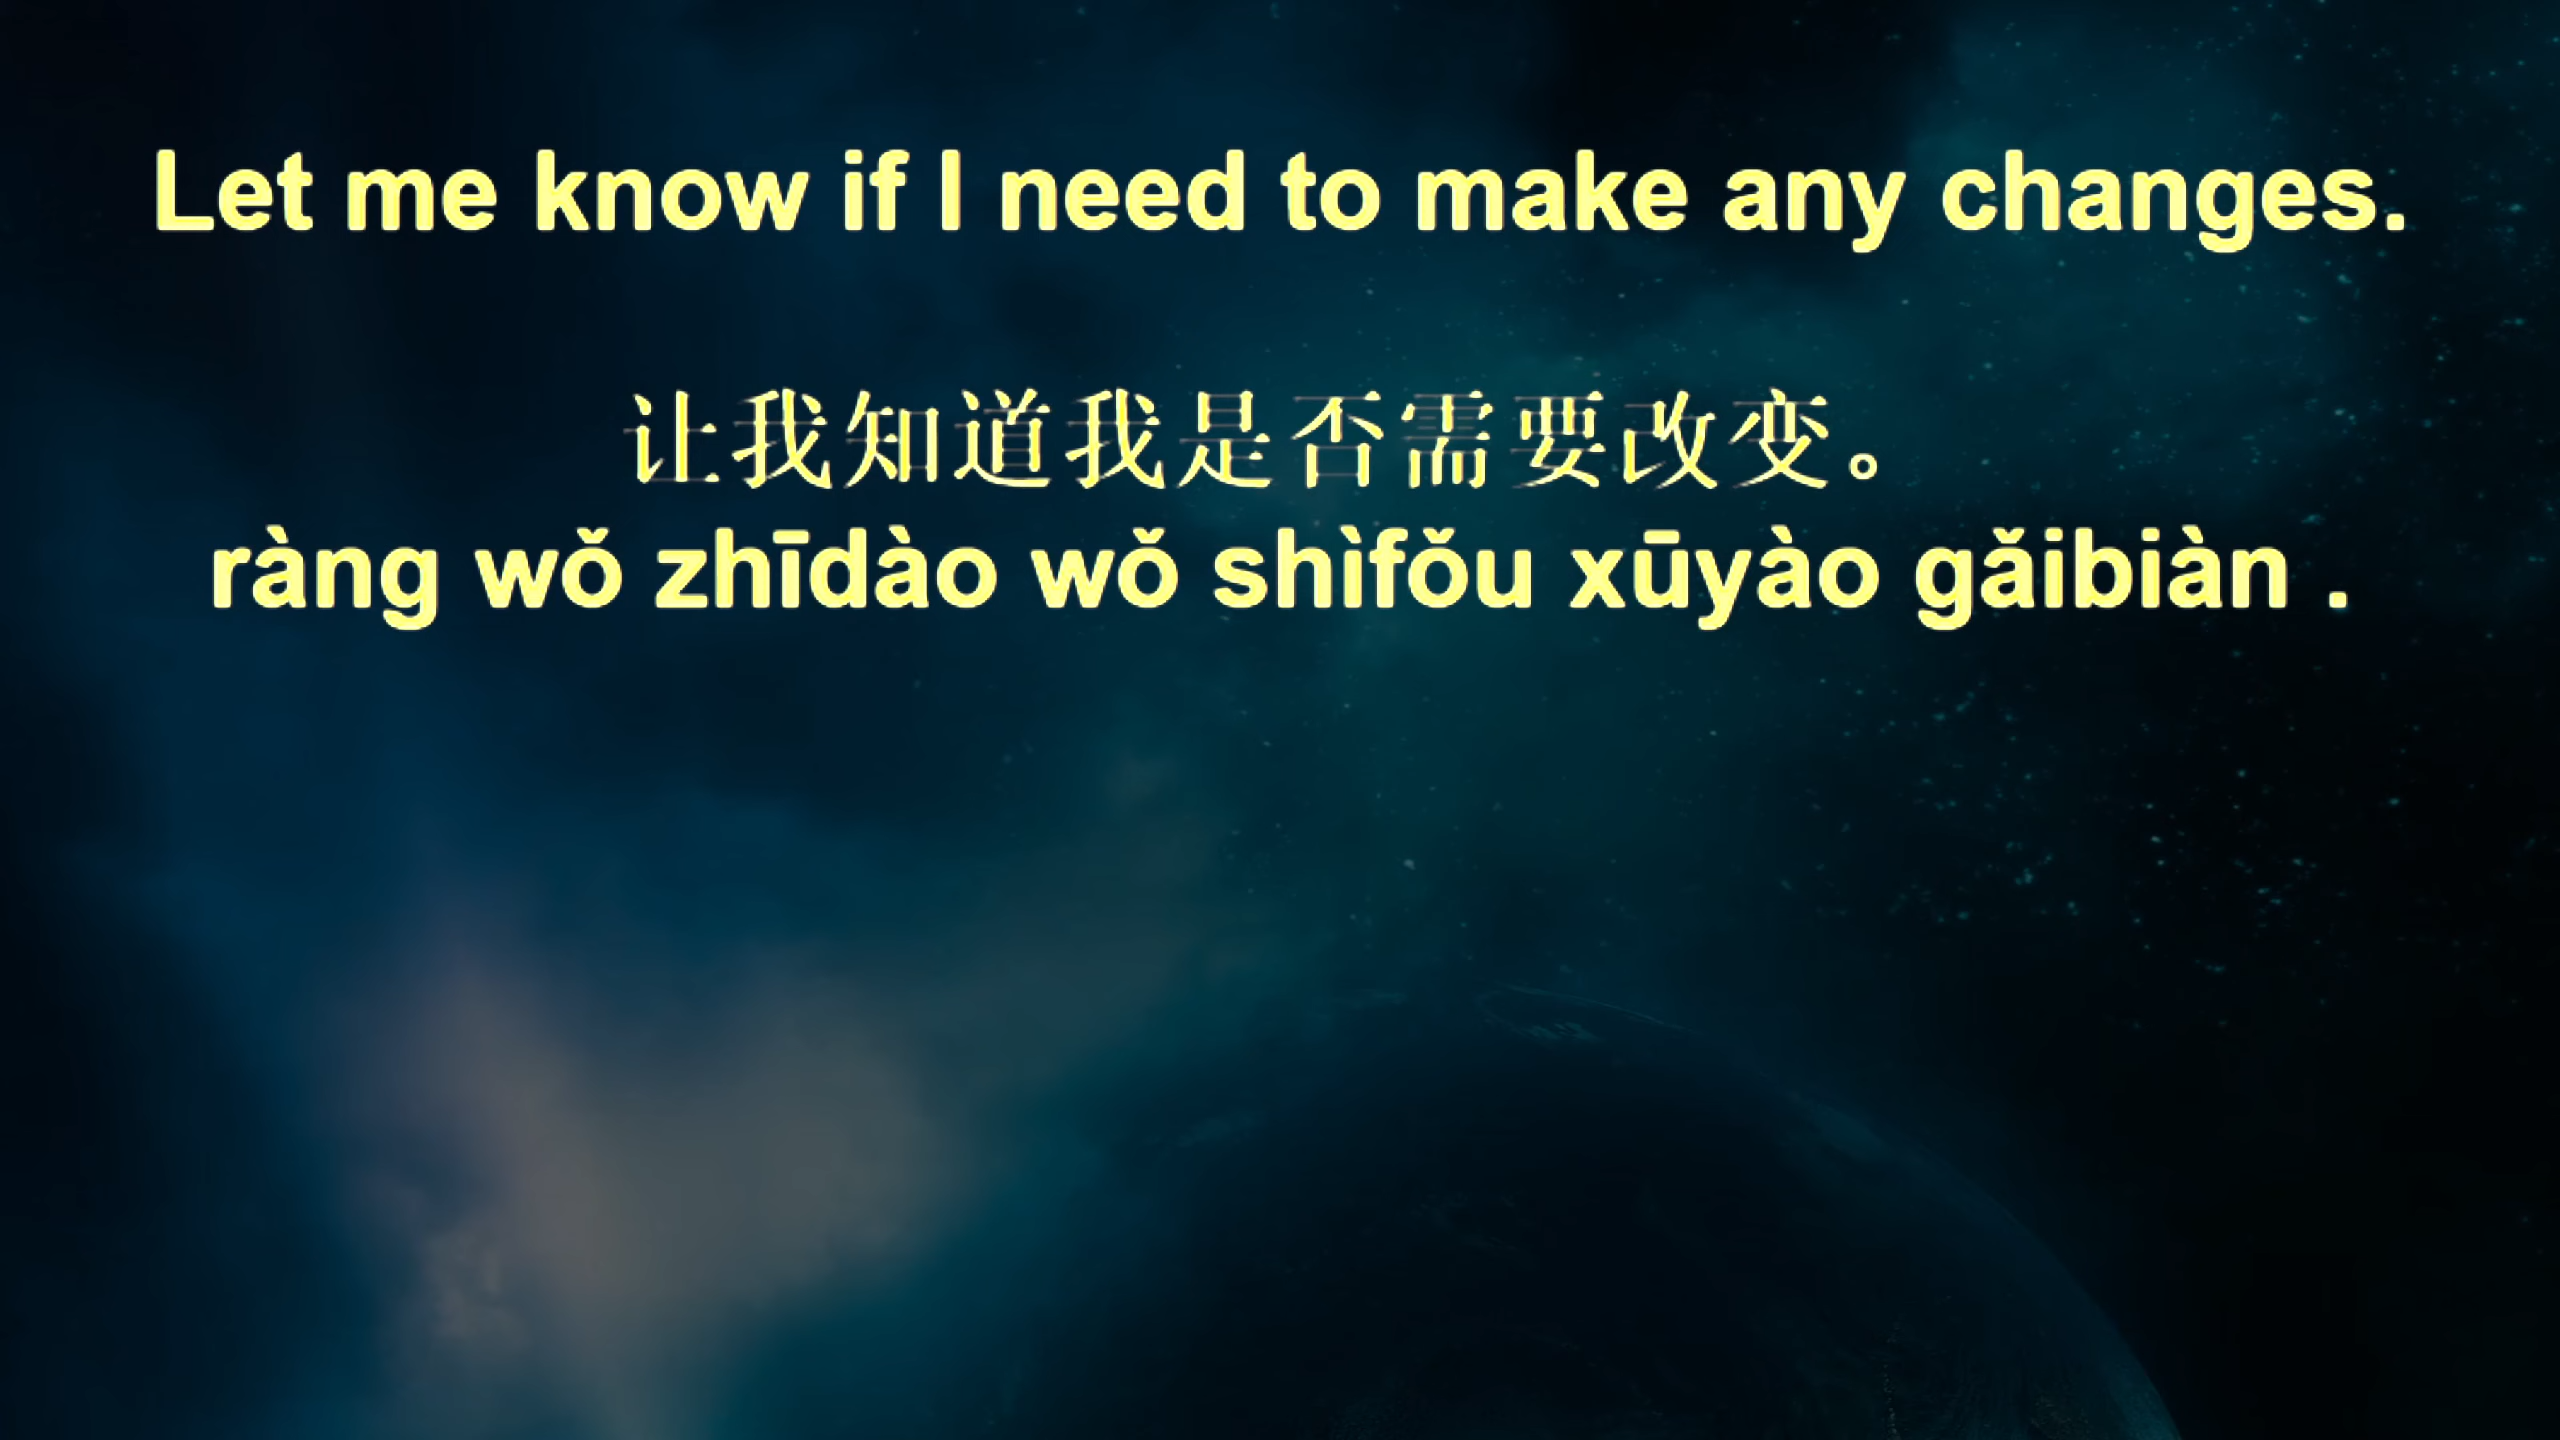 Let me know if I need to make any changes.
让我知道我是否需要改变。
ràng wǒ zhīdào wǒ shìfǒu xūyào gǎibiàn .